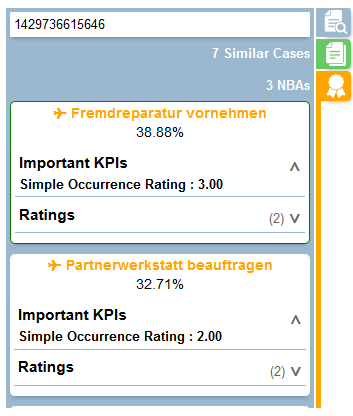 1429736615646
7 Similar Cases
3 NBAs
Fremdreparatur vornehmen
38.88%
Important KPIs
Simple Occurrence Rating : 3.00
Ratings (2)
Partnerwerkstatt beauftragen
32.71%
Important KPIs
Simple Occurrence Rating : 2.00
Ratings (2)